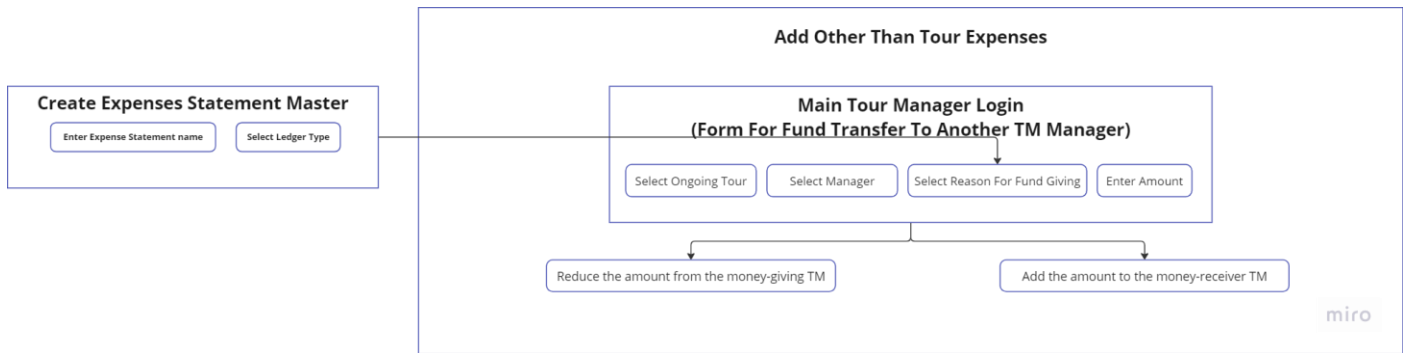 Add Other Than Tour Expenses
Create Expenses Statement Master
Enter Expense Statement name
Select Ledger Type
Main Tour Manager Login
(Form For Fund Transfer To Another TM Manager)
Select Ongoing Tour
Select Manager
Select Reason For Fund Giving
Enter Amount
Reduce the amount from the money-giving TM
Add the amount to the money-receiver TM
miro